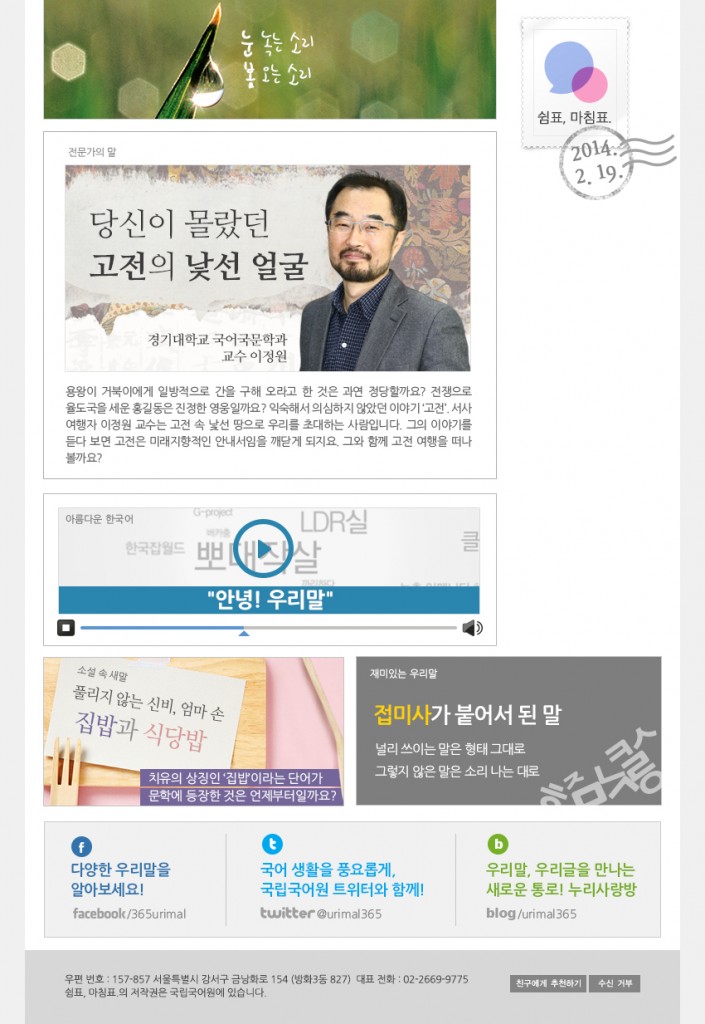 눈 녹는 소리
봄 오는 소리
쉼표, 마침표.
2014.
2. 19.
전문가의 말
당신이 몰랐던
고전의 낯선 얼굴
경기대학교 국어국문학과
교수 이정원
용왕이 거북이에게 일방적으로 간을 구해 오라고 한 것은 과연 정당할까요? 전쟁으로
율도국을 세운 홍길동은 진정한 영웅일까요? 익숙해서 의심하지 않았던 이야기 '고전'. 서사
여행자 이정원 교수는 고전 속 낯선 땅으로 우리를 초대하는 사람입니다. 그의 이야기를
듣다 보면 고전은 미래지향적인 안내서임을 깨닫게 되지요. 그와 함께 고전 여행을 떠나
볼까요?
아름다운 한국어
G-project
LDR실
버카충
한국잡월드
뽀대작살
클
"안녕! 우리말"
소설 속 새말
풀리지 않는 신비, 엄마 손
집밥과 식당밥
치유의 상징인 '집밥'이라는 단어가
문학에 등장한 것은 언제부터일까요?
재미있는 우리말
접미사가 붙어서 된 말
널리 쓰이는 말은 형태 그대로
그렇지 않은 말은 소리 나는 대로
f
다양한 우리말을
알아보세요!
facebook/365urimal
t
국어 생활을 풍요롭게,
국립국어원 트위터와 함께!
twitter@urimal365
b
우리말, 우리글을 만나는
새로운 통로! 누리사랑방
blog/urimal365
우편 번호 : 157-857 서울특별시 강서구 금낭화로 154 (방화3동 827) 대표 전화 : 02-2669-9775
쉼표, 마침표.의 저작권은 국립국어원에 있습니다.
친구에게 추천하기
수신 거부